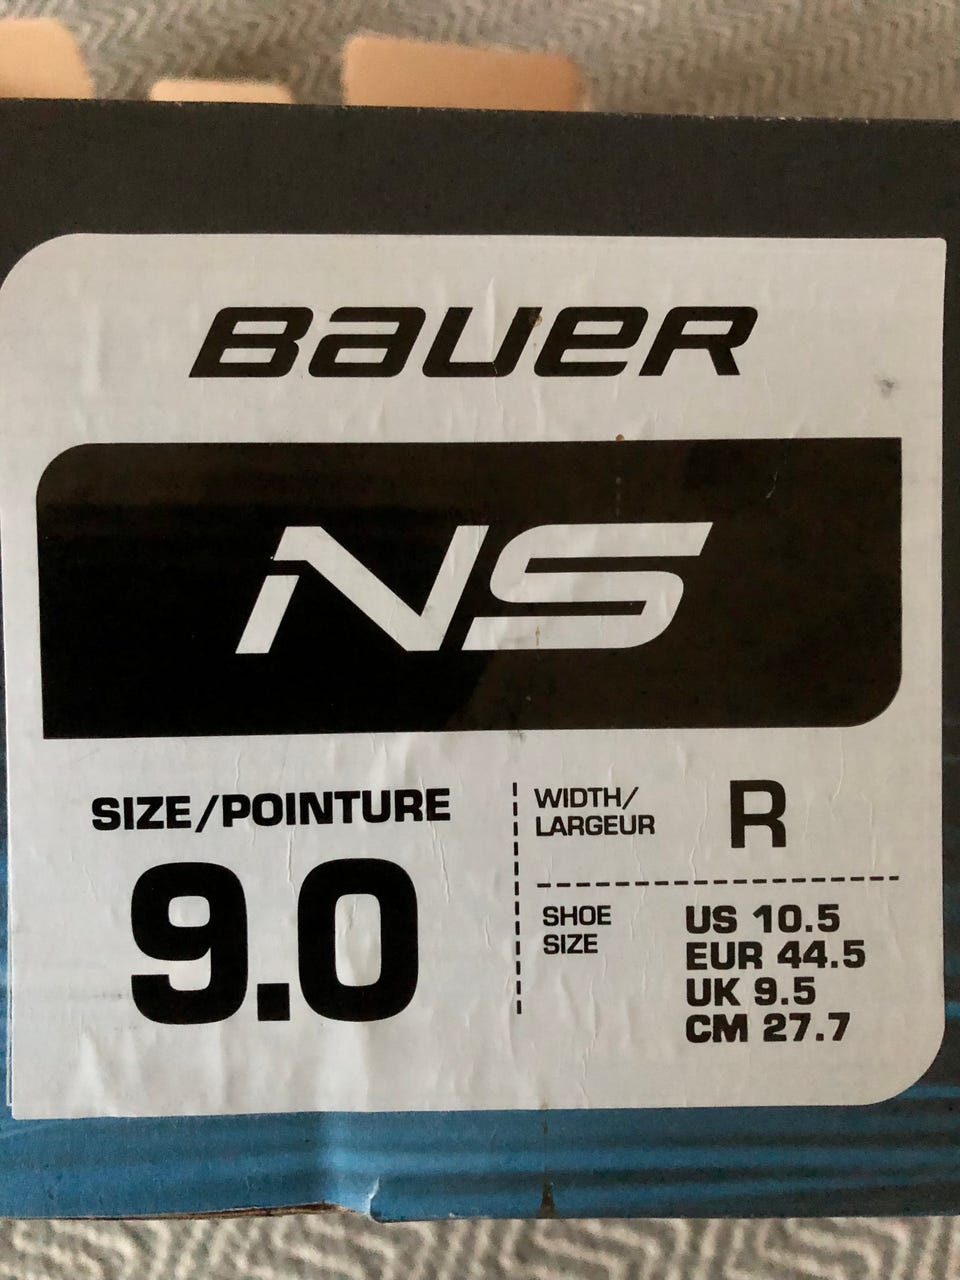 BAUER
NS
SIZE/POINTURE
9.0
WIDTH/
LARGEUR
R
SHOE
SIZE
US 10.5
EUR 44.5
UK 9.5
CM 27.7